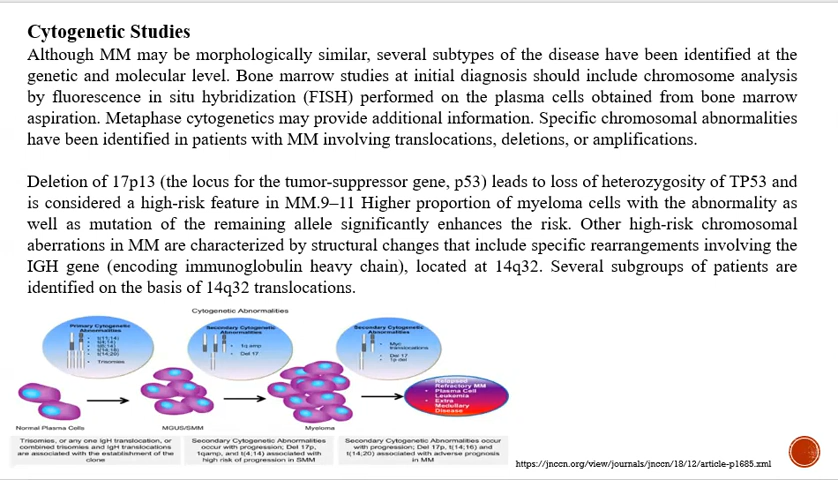 Cytogenetic Studies
Although MM may be morphologically similar, several subtypes of the disease have been identified at the
genetic and molecular level. Bone marrow studies at initial diagnosis should include chromosome analysis
by fluorescence in situ hybridization (FISH) performed on the plasma cells obtained from bone marrow
aspiration. Metaphase cytogenetics may provide additional information. Specific chromosomal abnormalities
have been identified in patients with MM involving translocations, deletions, or amplifications.
Deletion of 17p13 (the locus for the tumor-suppressor gene, p53) leads to loss of heterozygosity of TP53 and
is considered a high-risk feature in MM.9–11 Higher proportion of myeloma cells with the abnormality as
well as mutation of the remaining allele significantly enhances the risk. Other high-risk chromosomal
aberrations in MM are characterized by structural changes that include specific rearrangements involving the
IGH gene (encoding immunoglobulin heavy chain), located at 14q32. Several subgroups of patients are
identified on the basis of 14q32 translocations.
Cytogenetic Abnormalities
Primary Cytogenetic
Abnormalities
t(11;14)
t(4;14)
t(14;20)
Trisomies
Secondary Cytogenetic
Abnormalities
1q amp
Del 17
Secondary Cytogenetic
Abnormalities
Myc
translocations
Del 17
1p del
Relapsed
Refractory MM
Plasma Cell
Leukemia
Extra
Medullary
Disease
Normal Plasma Cells
MGUS/SMM
Myeloma
Trisomies, or any one IgH translocation, or
combined trisomies and IgH translocations
are associated with the establishment of the
clone
Secondary Cytogenetic Abnormalities
occur with progression; Del 17p,
1qamp, and t(4;14) associated with
high risk of progression in SMM
Secondary Cytogenetic Abnormalities occur
with progression; Del 17p, t(14;16) and
t(14;20) associated with adverse prognosis
in MM
https://jnccn.org/view/journals/jnccn/18/12/article-p1685.xml